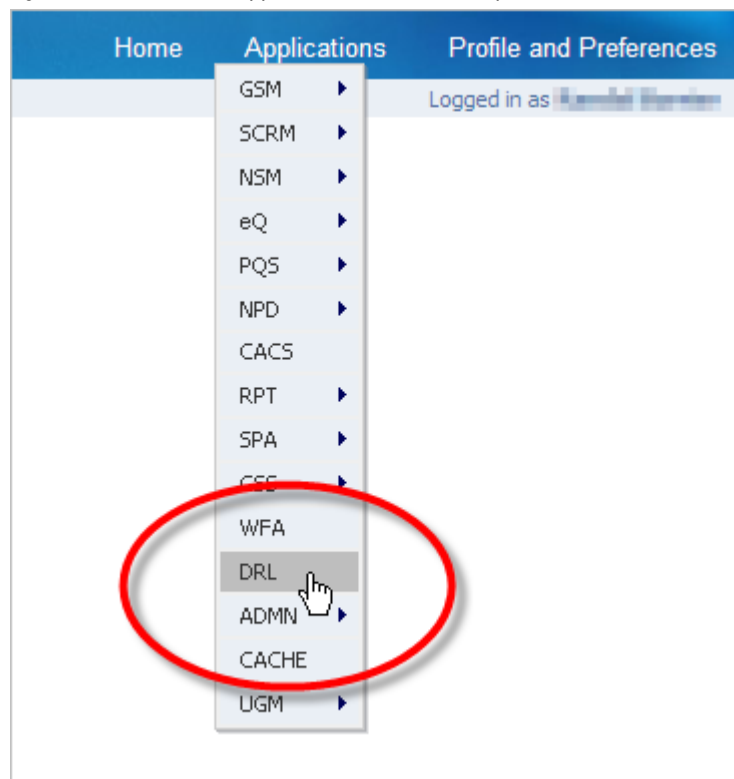 Home Applications Profile and Preferences
Logged in as
GSM
SCRM
NSM
eQ
PQS
NPD
CACS
RPT
SPA
CSS
WFA
DRL
ADMN
CACHE
UGM